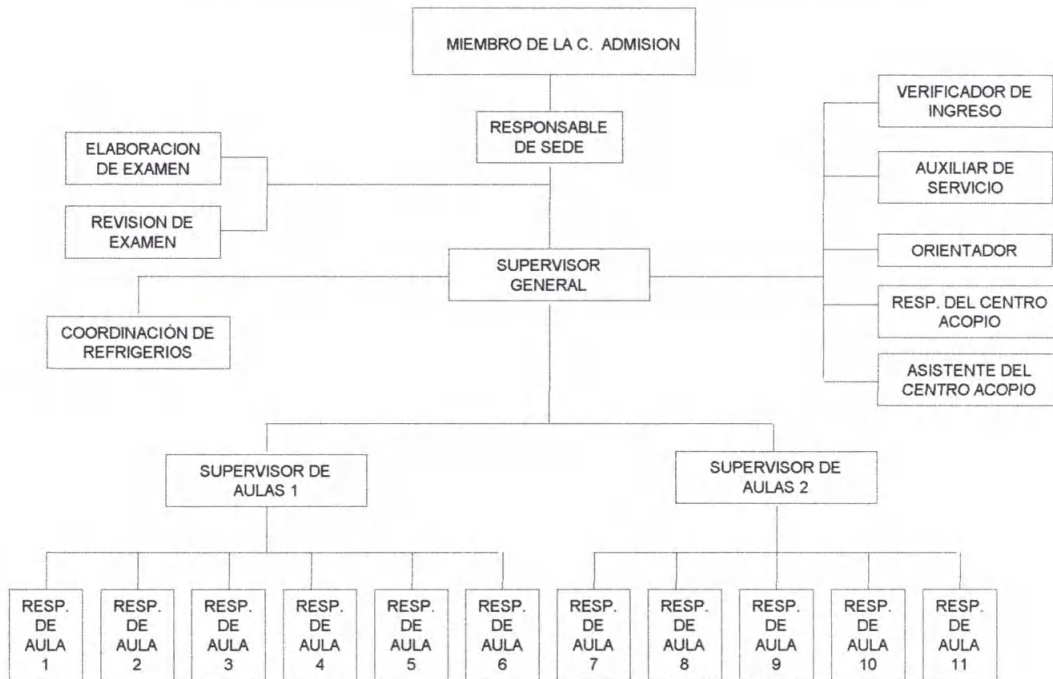 MIEMBRO DE LA C. ADMISION
RESPONSABLE
DE SEDE
VERIFICADOR DE
INGRESO
ELABORACION
DE EXAMEN
AUXILIAR DE
SERVICIO
REVISION DE
EXAMEN
ORIENTADOR
SUPERVISOR
GENERAL
RESP. DEL CENTRO
ACOPIO
COORDINACIÓN DE
REFRIGERIOS
ASISTENTE DEL
CENTRO ACOPIO
SUPERVISOR DE
AULAS 1
SUPERVISOR DE
AULAS 2
RESP.
DE
AULA
1
RESP.
DE
AULA
2
RESP.
DE
AULA
3
RESP.
DE
AULA
4
RESP.
DE
AULA
5
RESP.
DE
AULA
6
RESP.
DE
AULA
7
RESP.
DE
AULA
8
RESP.
DE
AULA
9
RESP.
DE
AULA
10
RESP.
DE
AULA
11